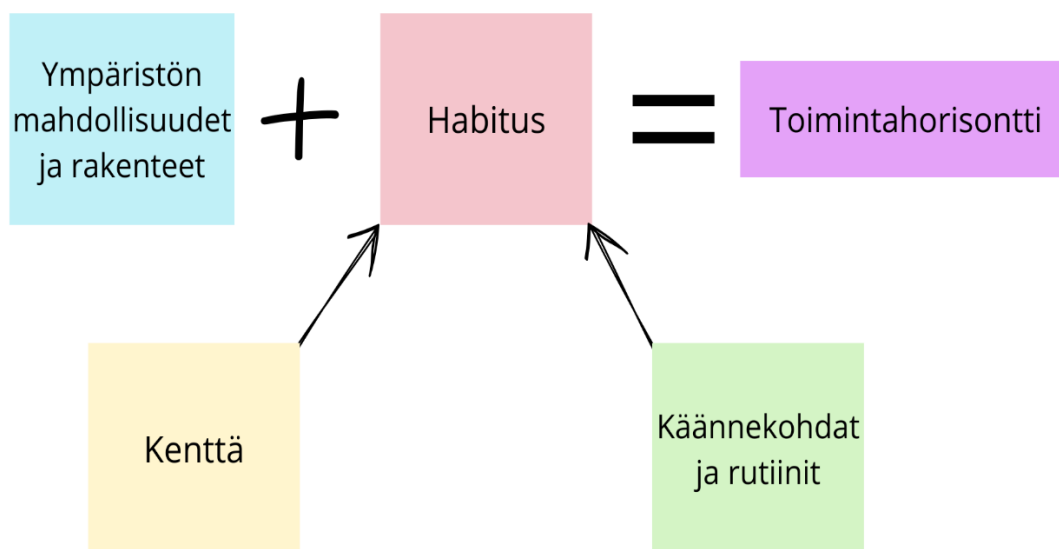 Ympäristön
mahdollisuudet
ja rakenteet
+
Habitus
=
Toimintahorisontti
Kenttä
Käännekohdat
ja rutiinit